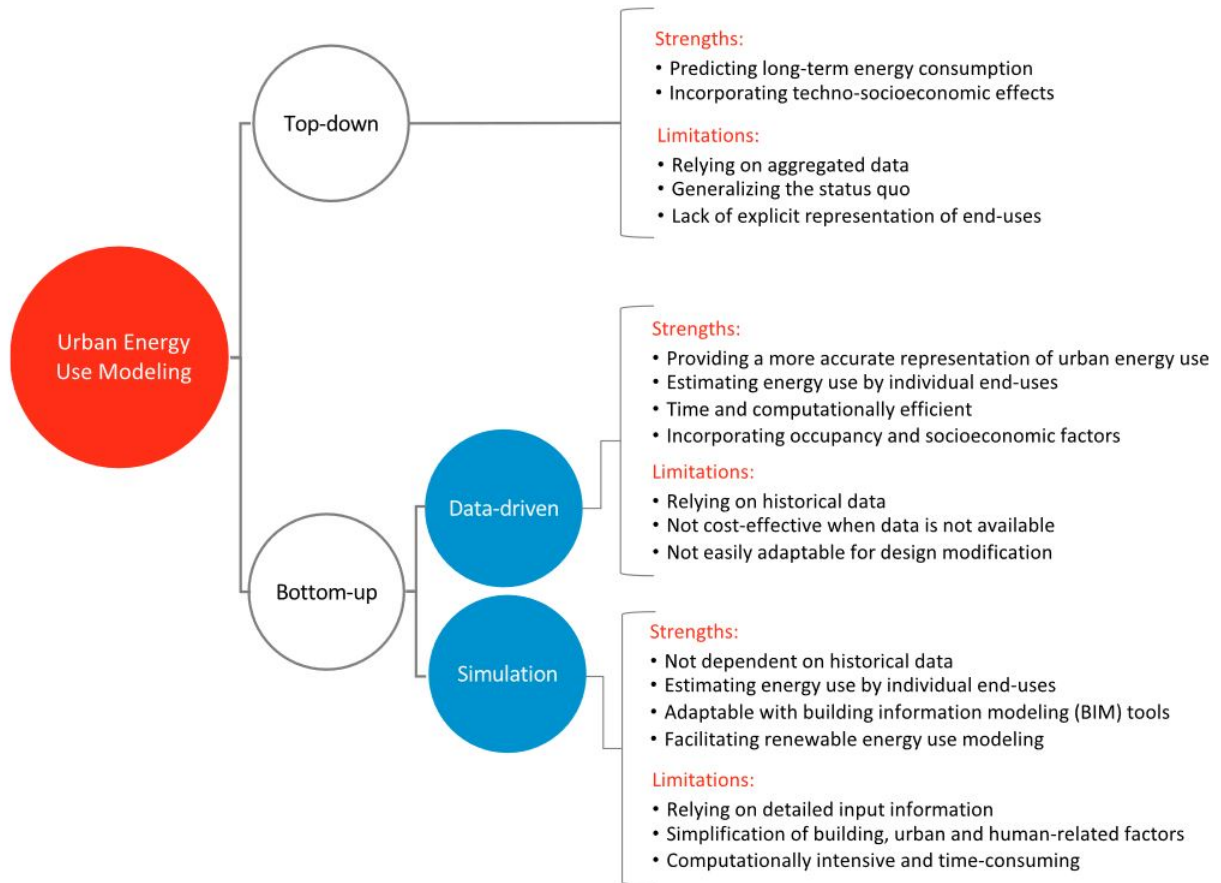 Urban Energy
Use Modeling
Top-down
Strengths:
• Predicting long-term energy consumption
• Incorporating techno-socioeconomic effects
Limitations:
• Relying on aggregated data
• Generalizing the status quo
• Lack of explicit representation of end-uses
Bottom-up
Data-driven
Strengths:
• Providing a more accurate representation of urban energy use
• Estimating energy use by individual end-uses
• Time and computationally efficient
• Incorporating occupancy and socioeconomic factors
Limitations:
• Relying on historical data
• Not cost-effective when data is not available
• Not easily adaptable for design modification
Simulation
Strengths:
• Not dependent on historical data
• Estimating energy use by individual end-uses
• Adaptable with building information modeling (BIM) tools
• Facilitating renewable energy use modeling
Limitations:
• Relying on detailed input information
• Simplification of building, urban and human-related factors
• Computationally intensive and time-consuming